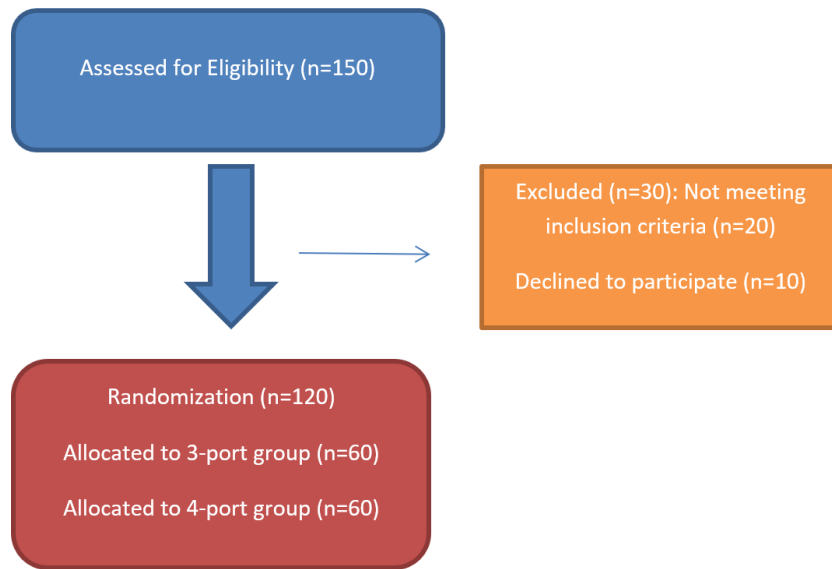 Assessed for Eligibility (n=150)
Excluded (n=30): Not meeting
inclusion criteria (n=20)
Declined to participate (n=10)
Randomization (n=120)
Allocated to 3-port group (n=60)
Allocated to 4-port group (n=60)